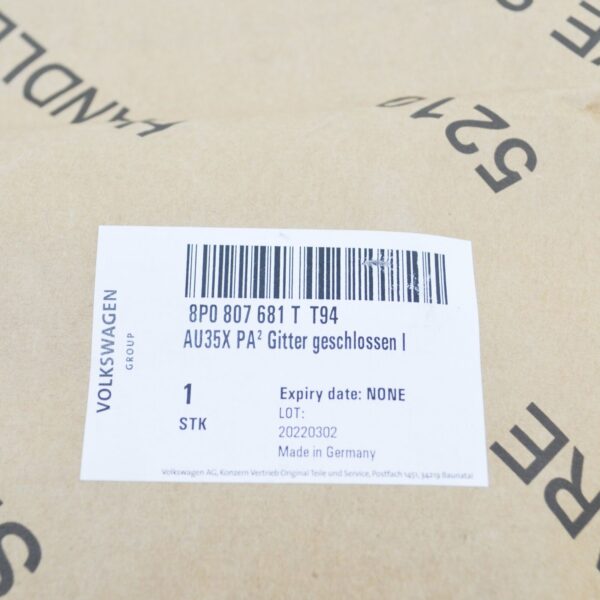 HANDLE
5210
VOLKSWAGEN
GROUP
8P0 807 681 T T94
AU35X PA² Gitter geschlossen l
1
STK
Expiry date: NONE
LOT:
20220302
Made in Germany
Volkswagen AG, Konzern Vertrieb Original Teile und Service, Postfach 1451, 34219 Baunatal